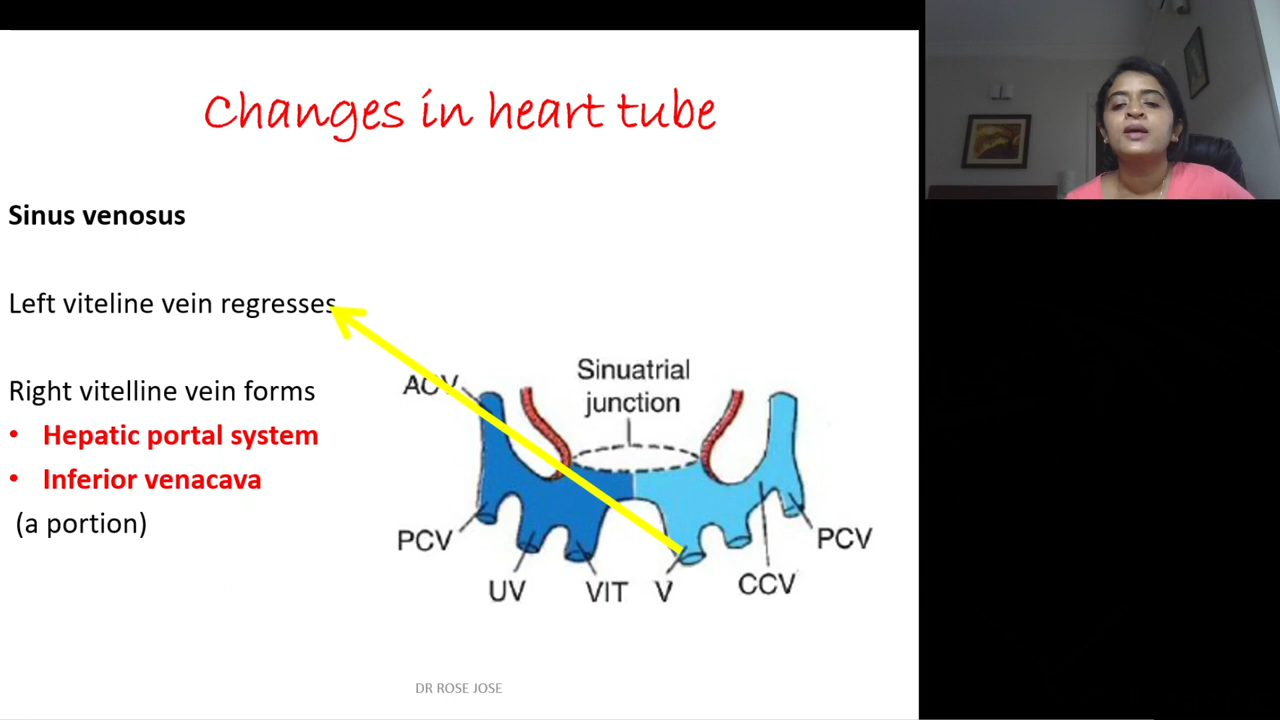 Changes in heart tube
Sinus venosus
Left viteline vein regresses
Right vitelline vein forms
• Hepatic portal system
• Inferior venacava
(a portion)
Sinuatrial
junction
ACV
PCV
UV
VIT V
CCV
PCV
DR ROSE JOSE